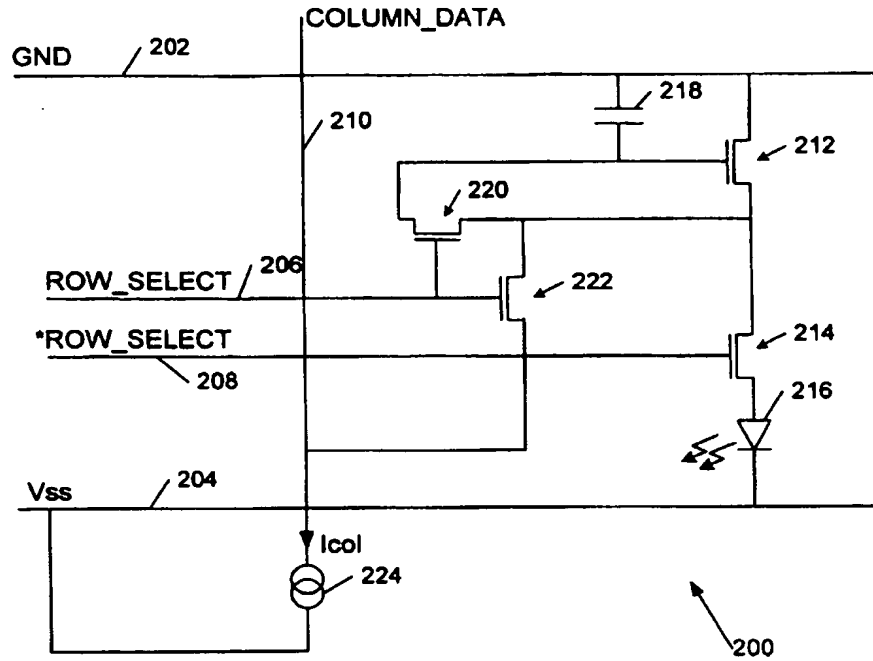 COLUMN_DATA
202
GND
218
210
212
220
ROW_SELECT
206
222
*ROW_SELECT
214
208
216
Vss
204
Icol
224
200